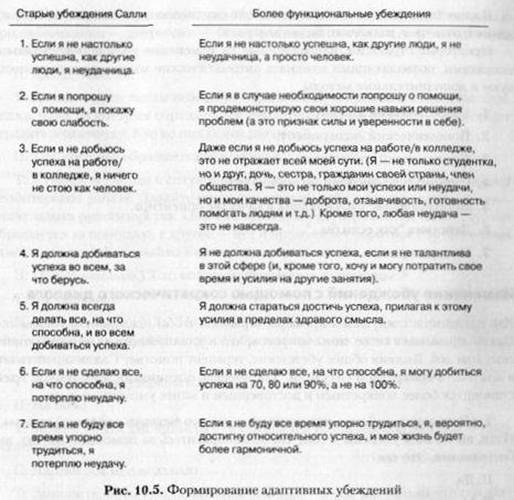 Старые убеждения Салли
Более функциональные убеждения
1. Если я не настолько
успешна, как другие
люди, я неудачница.
Если я не настолько успешна, как другие люди, я не
неудачница, а просто человек.
2. Если я попрошу
о помощи, я покажу
свою слабость.
Если я в случае необходимости попрошу о помощи,
я продемонстрирую свои хорошие навыки решения
проблем (а это признак силы и уверенности в себе).
3. Если я не добьюсь
успеха на работе/
в колледже, я ничего
не стою как человек.
Даже если я не добьюсь успеха на работе/в колледже,
это не отражает всей моей сути. (Я — не только студентка,
но и друг, дочь, сестра, гражданин своей страны, член
общества. Я — это не только мои успехи или неудачи,
но и мои качества — доброта, отзывчивость, готовность
помогать людям и т.д.) Кроме того, любая неудача —
это не навсегда.
4. Я должна добиваться
успеха во всем, за
что берусь.
Я не должна добиваться успеха, если я не талантлива
в этой сфере (и, кроме того, хочу и могу потратить свое
время и усилия на другие занятия).
5. Я должна всегда
делать все, на что
способна, и во всем
добиваться успеха.
Я должна стараться достичь успеха, прилагая к этому
усилия в пределах здравого смысла.
6. Если я не сделаю все,
на что способна, я
потерплю неудачу.
Если я не сделаю все, на что способна, я могу добиться
успеха на 70, 80 или 90%, а не на 100%.
7. Если я не буду все
время упорно
трудиться, я
потерплю неудачу.
Если я не буду все время упорно трудиться, я, вероятно,
достигну относительного успеха, и моя жизнь будет
более гармоничной.
Рис. 10.5. Формирование адаптивных убеждений